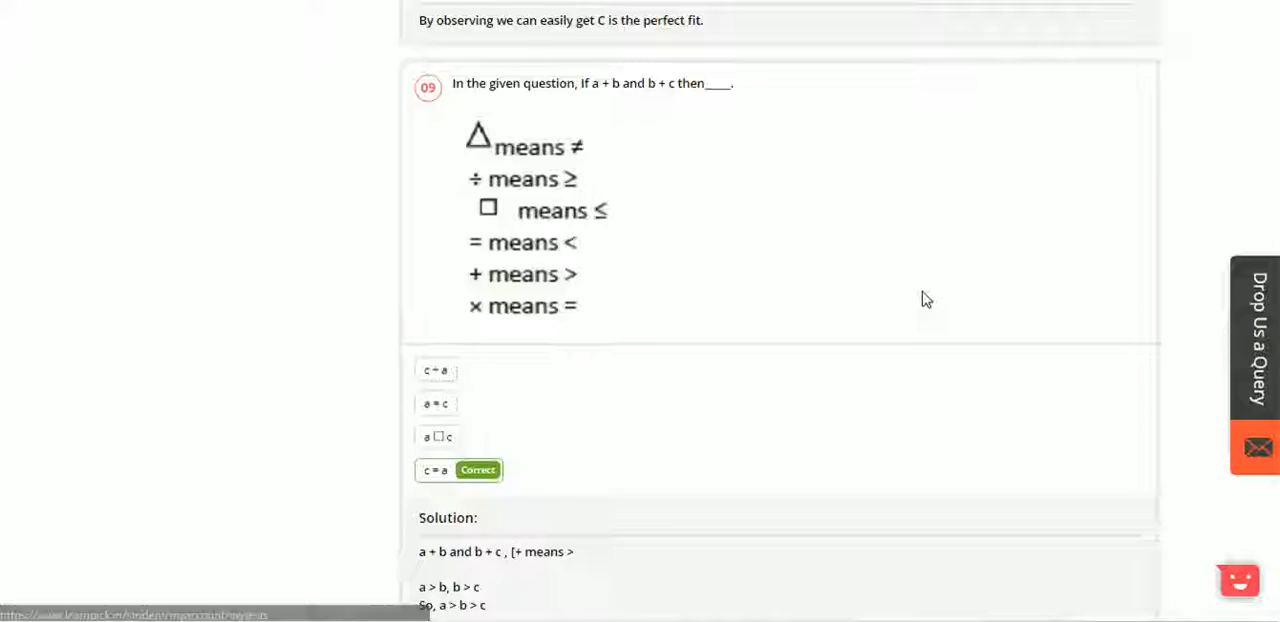 By observing we can easily get C is the perfect fit.
09 In the given question, If a + b and b + c then____.
△ means ≠
÷ means ≥
□ means ≤
= means <
+ means >
× means =
a = c
a □ c
c = a Correct
Solution:
a + b and b + c , [+ means >
a > b, b > c
So, a > b > c
Drop Us a Query